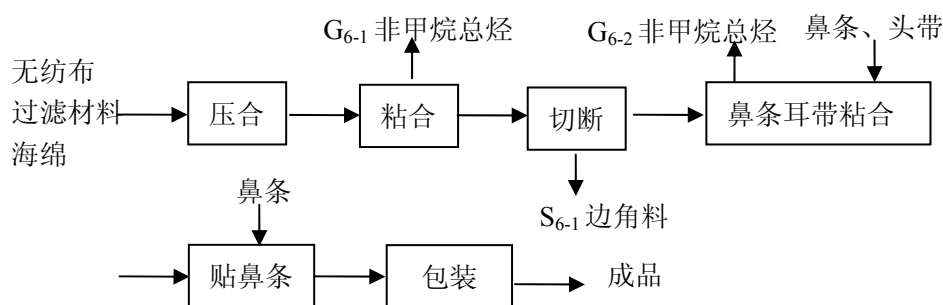 G6-1 非甲烷总烃
G6-2 非甲烷总烃
鼻条、头带
无纺布
过滤材料
海绵
压合
粘合
切断
鼻条耳带粘合
S6-1 边角料
鼻条
贴鼻条
包装
成品